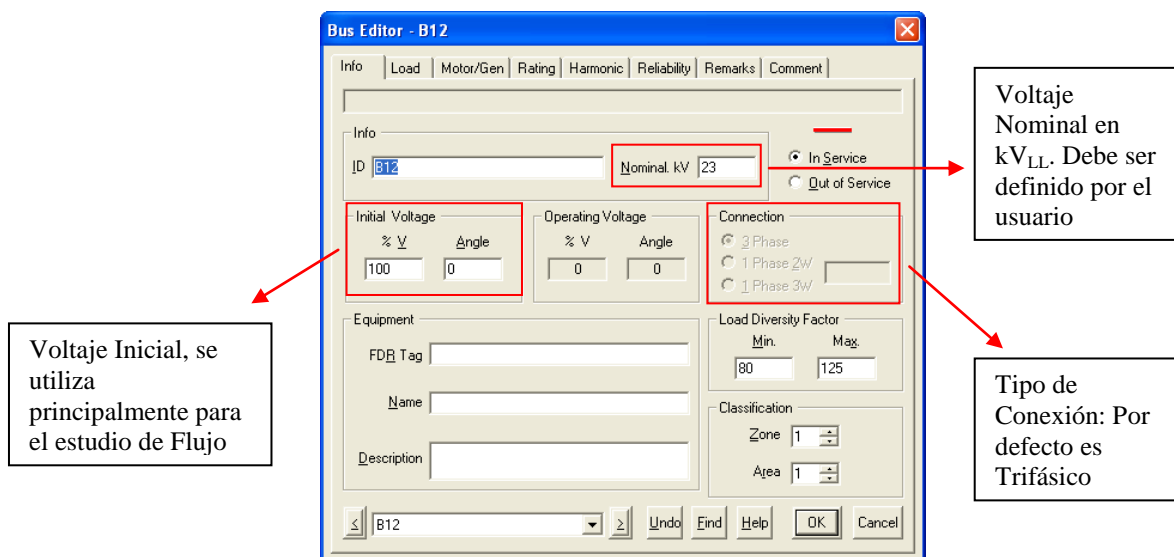 Bus Editor - B12
Info Load Motor/Gen Rating Harmonic Reliability Remarks Comment
Info
ID B12
Nominal. kV 23
In Service
Out of Service
Initial Voltage
% V Angle
100 0
Operating Voltage
% V Angle
0 0
Connection
3 Phase
1 Phase 2W
1 Phase 3W
Equipment
FDR Tag
Name
Description
Load Diversity Factor
Min. Max.
80 125
Classification
Zone 1
Area 1
< B12 > Undo Find Help OK Cancel
Voltaje
Nominal en
kVLL. Debe ser
definido por el
usuario
Voltaje Inicial, se
utiliza
principalmente para
el estudio de Flujo
Tipo de
Conexión: Por
defecto es
Trifásico